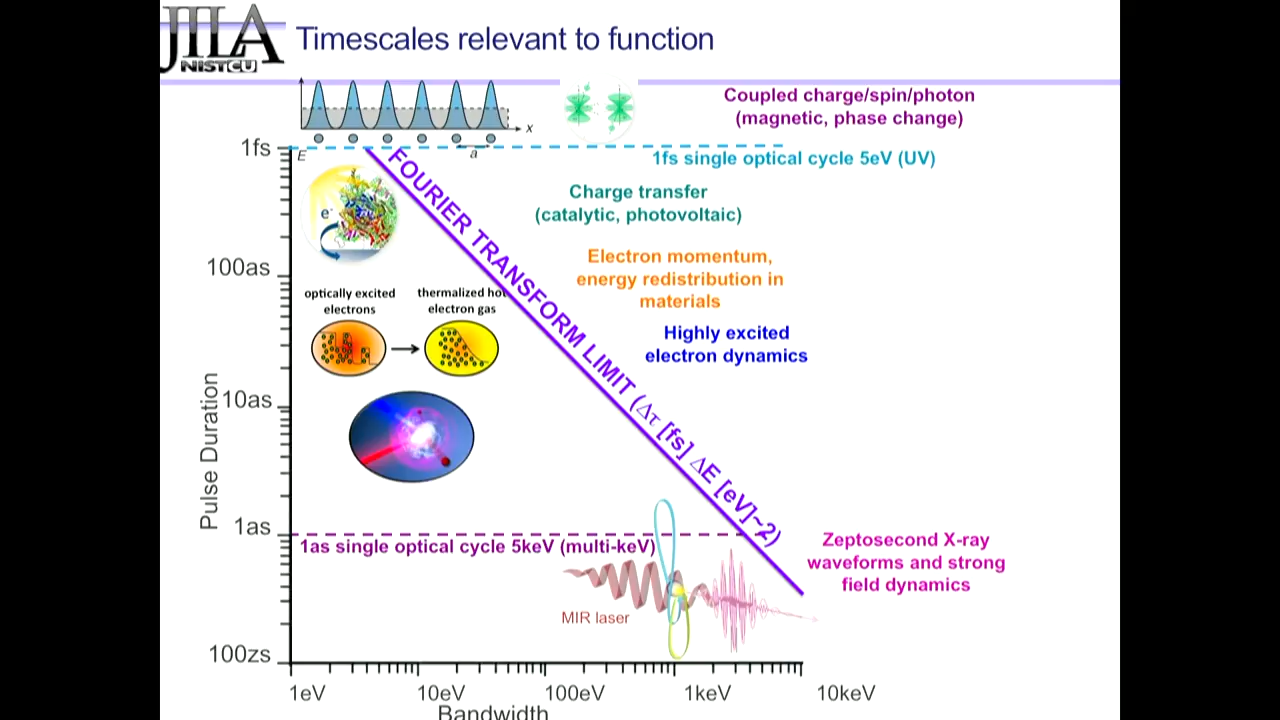 JILA
NIST CU
Timescales relevant to function
Coupled charge/spin/photon
(magnetic, phase change)
x
a
1fs
E
1fs single optical cycle 5eV (UV)
Charge transfer
(catalytic, photovoltaic)
e-
FOURIER TRANSFORM LIMIT (Δτ [fs] ΔE [eV]~2)
100as
Electron momentum,
energy redistribution in
materials
optically excited
electrons
thermalized hot
electron gas
Highly excited
electron dynamics
10as
Pulse Duration
1as
1as single optical cycle 5keV (multi-keV)
Zeptosecond X-ray
waveforms and strong
field dynamics
MIR laser
100zs
1eV 10eV 100eV 1keV 10keV
Bandwidth